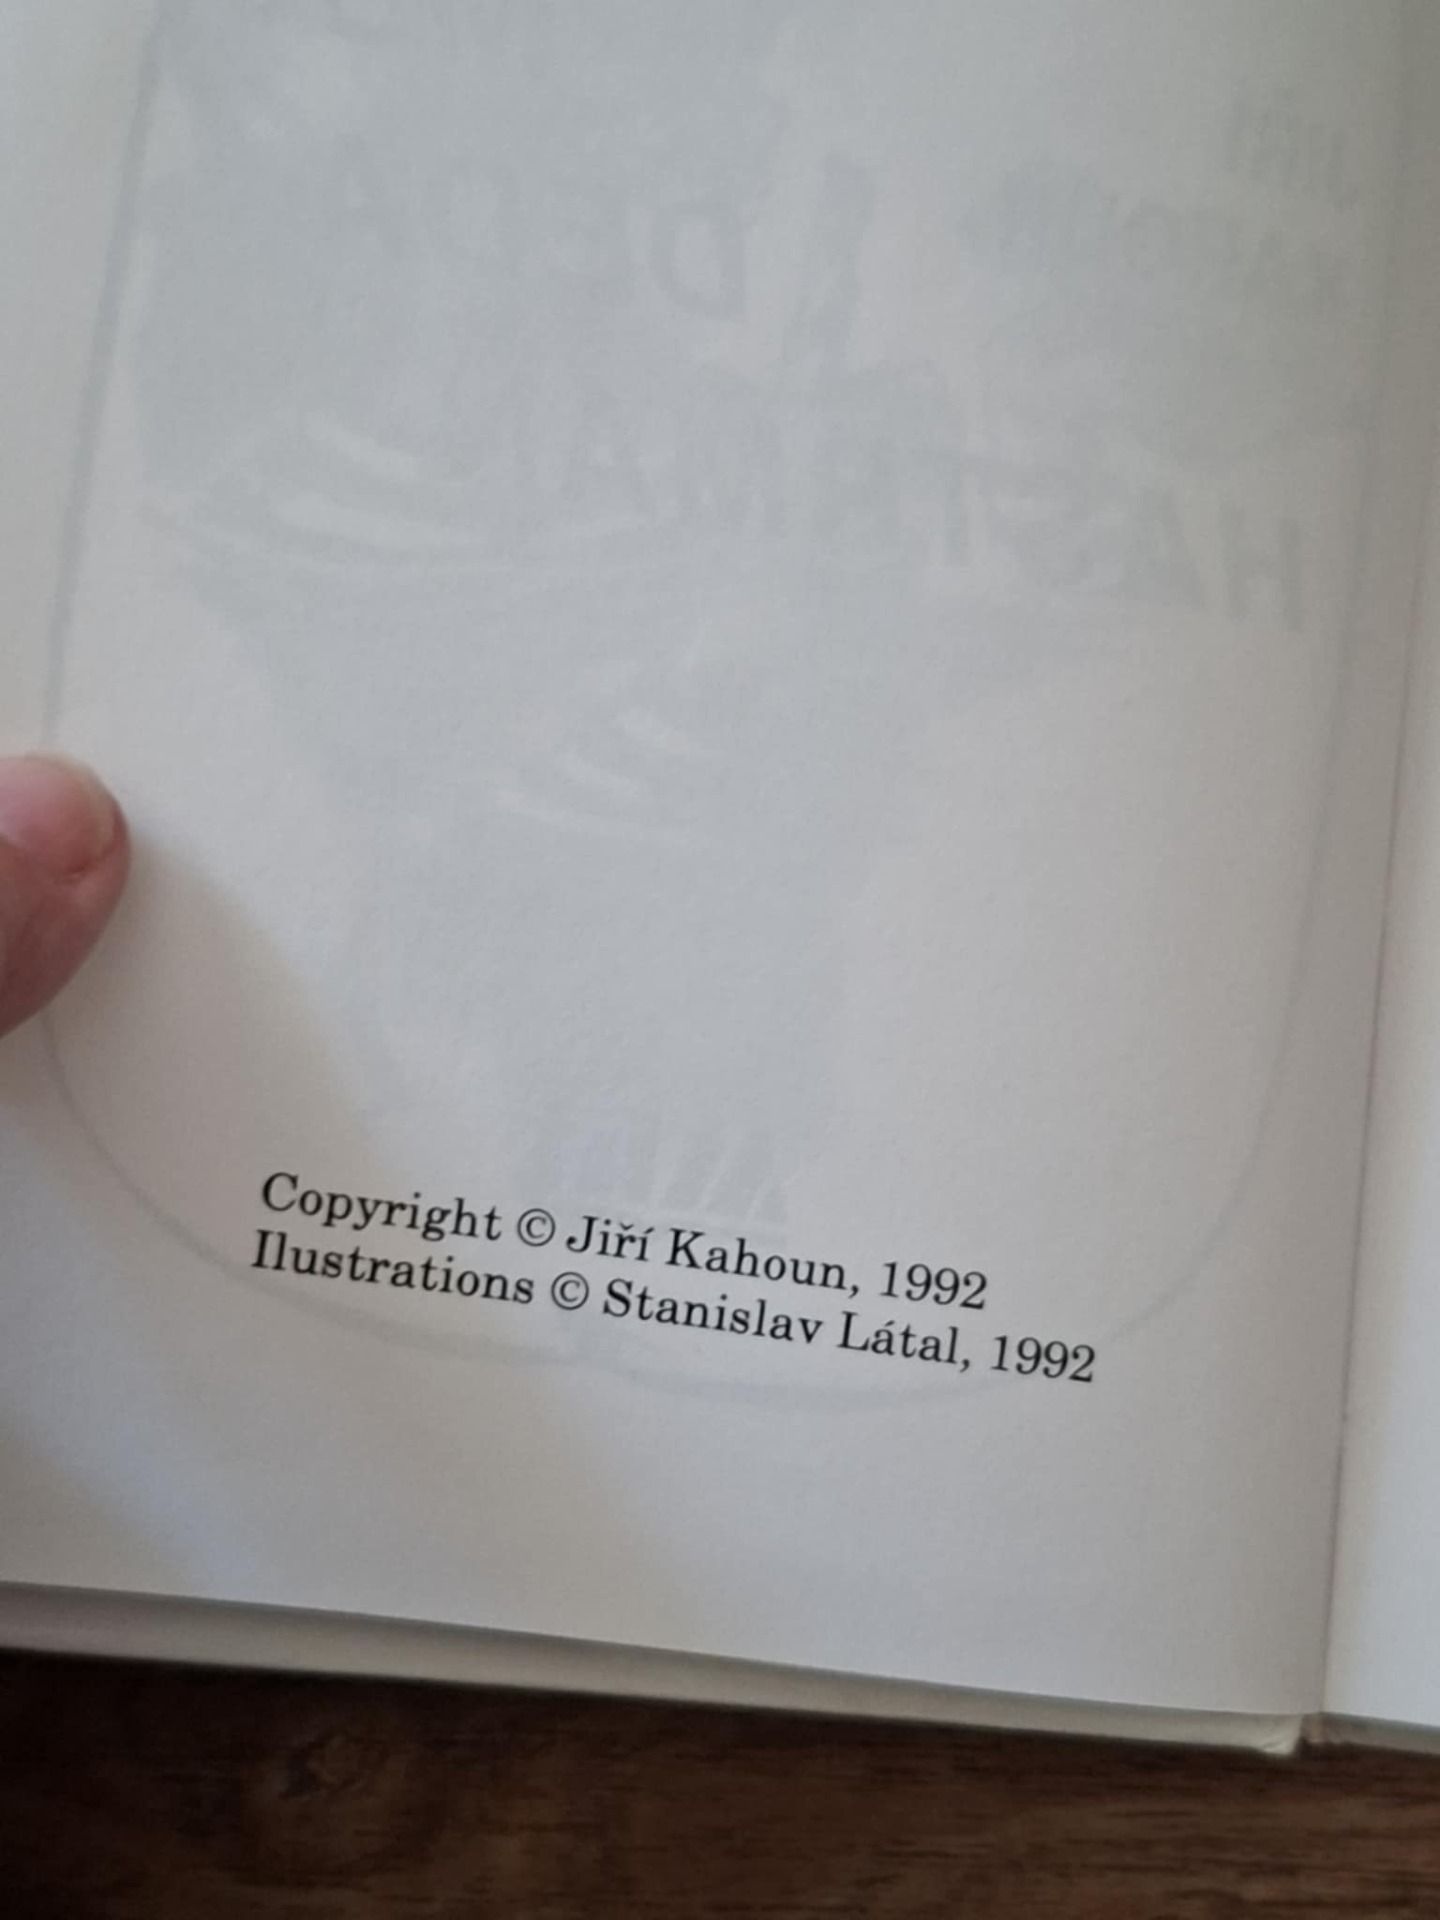 Copyright © Jiří Kahoun, 1992
Ilustrations © Stanislav Látal, 1992